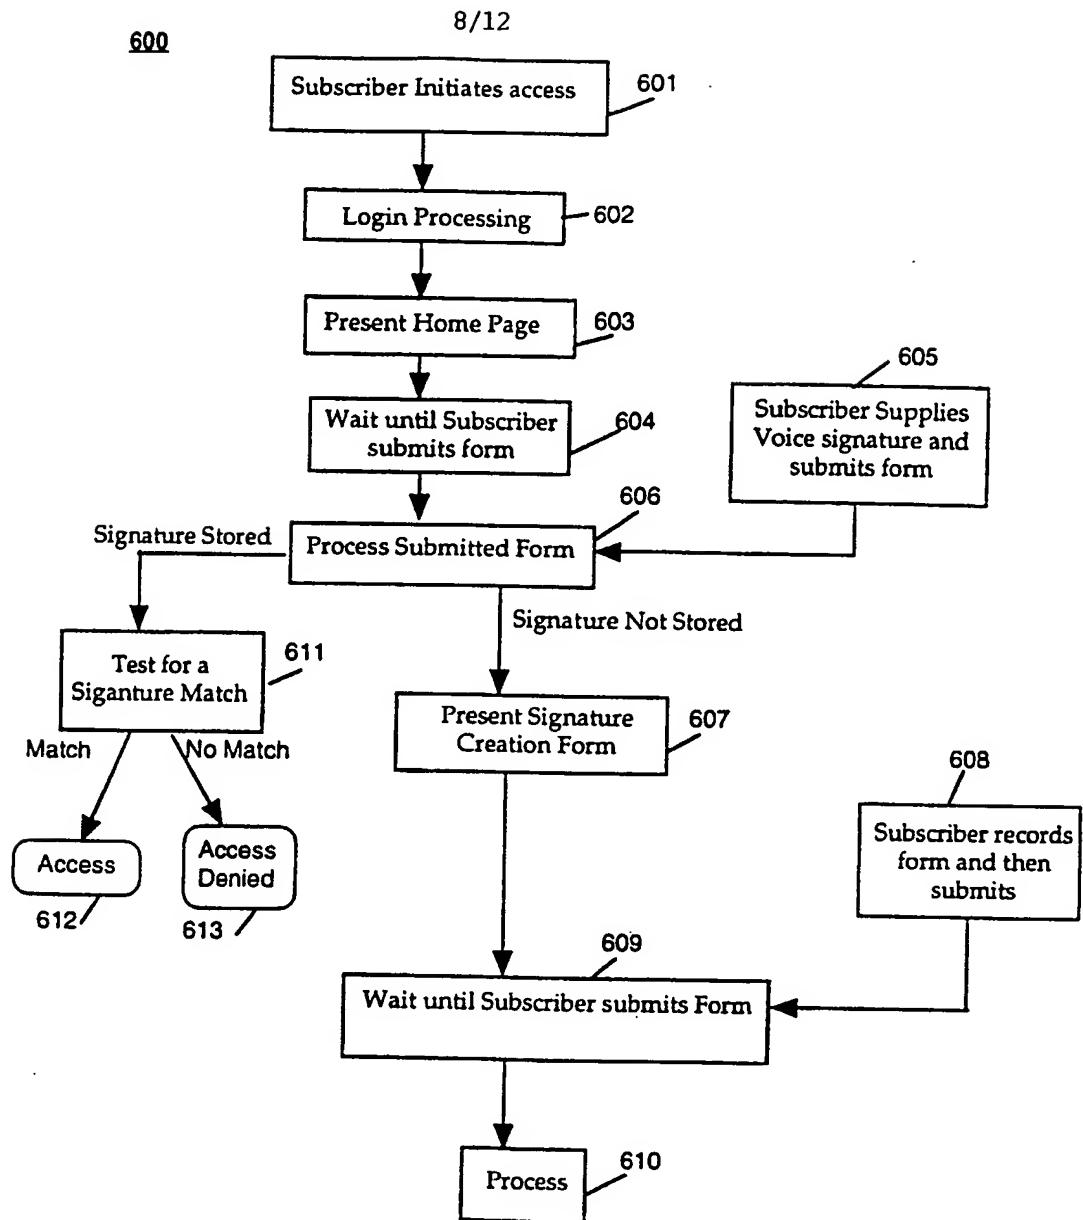 8/12
600
Subscriber Initiates access
601
Login Processing
602
Present Home Page
603
Wait until Subscriber
submits form
604
605
Subscriber Supplies
Voice signature and
submits form
606
Signature Stored
Process Submitted Form
Signature Not Stored
Test for a
Siganture Match
611
Present Signature
Creation Form
607
Match
No Match
608
Access
Access
Denied
612
613
Subscriber records
form and then
submits
609
Wait until Subscriber submits Form
Process
610